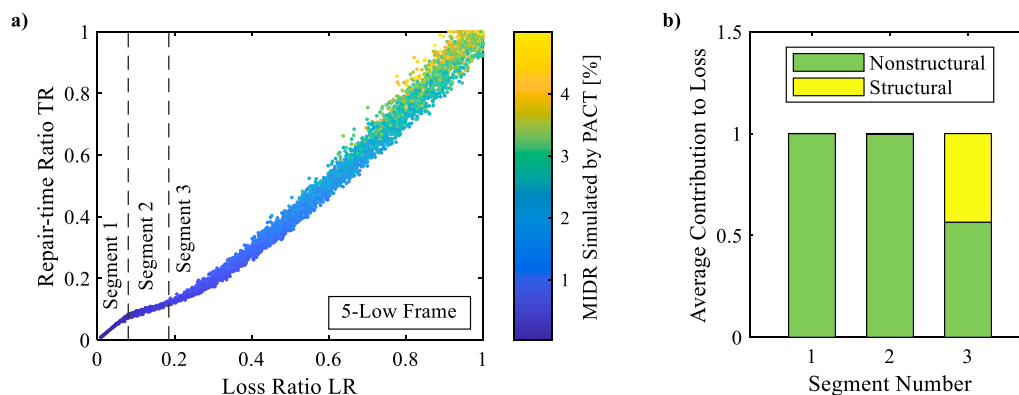 a)
1
0.8
0.6
0.4
0.2
0
Repair-time Ratio TR
Segment 1
Segment 2
Segment 3
5-Low Frame
0
0.2
0.4
0.6
0.8
1
Loss Ratio LR
4
3
2
1
MIDR Simulated by PACT [%]
b)
1.5
1
0.5
0
Average Contribution to Loss
Nonstructural
Structural
1
2
3
Segment Number